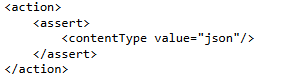 <action>
    <assert>
        <contentType value="json"/>
    </assert>
</action>